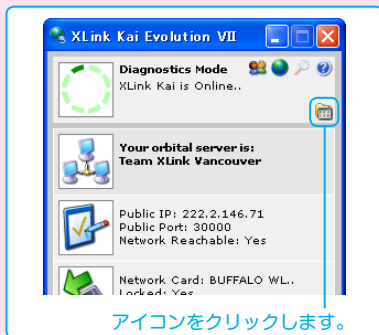 XLink Kai Evolution VII
Diagnostics Mode
XLink Kai is Online..
Your orbital server is:
Team XLink Vancouver
Public IP: 222.2.146.71
Public Port: 30000
Network Reachable: Yes
Network Card: BUFFALO WL..
Locked: Yes
アイコンをクリックします。